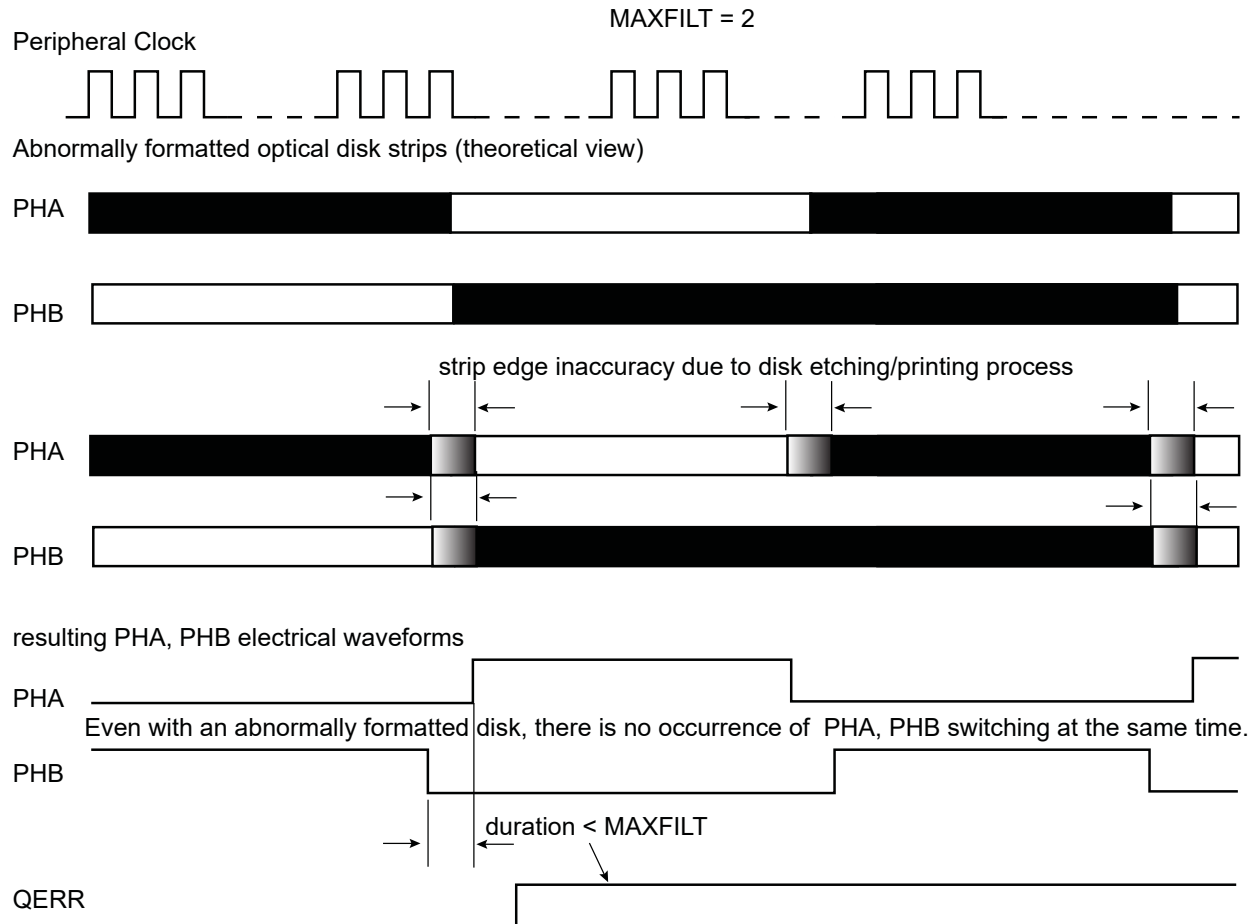 MAXFILT = 2
Peripheral Clock
Abnormally formatted optical disk strips (theoretical view)
PHA
PHB
strip edge inaccuracy due to disk etching/printing process
PHA
PHB
resulting PHA, PHB electrical waveforms
PHA
Even with an abnormally formatted disk, there is no occurrence of PHA, PHB switching at the same time.
PHB
duration < MAXFILT
QERR